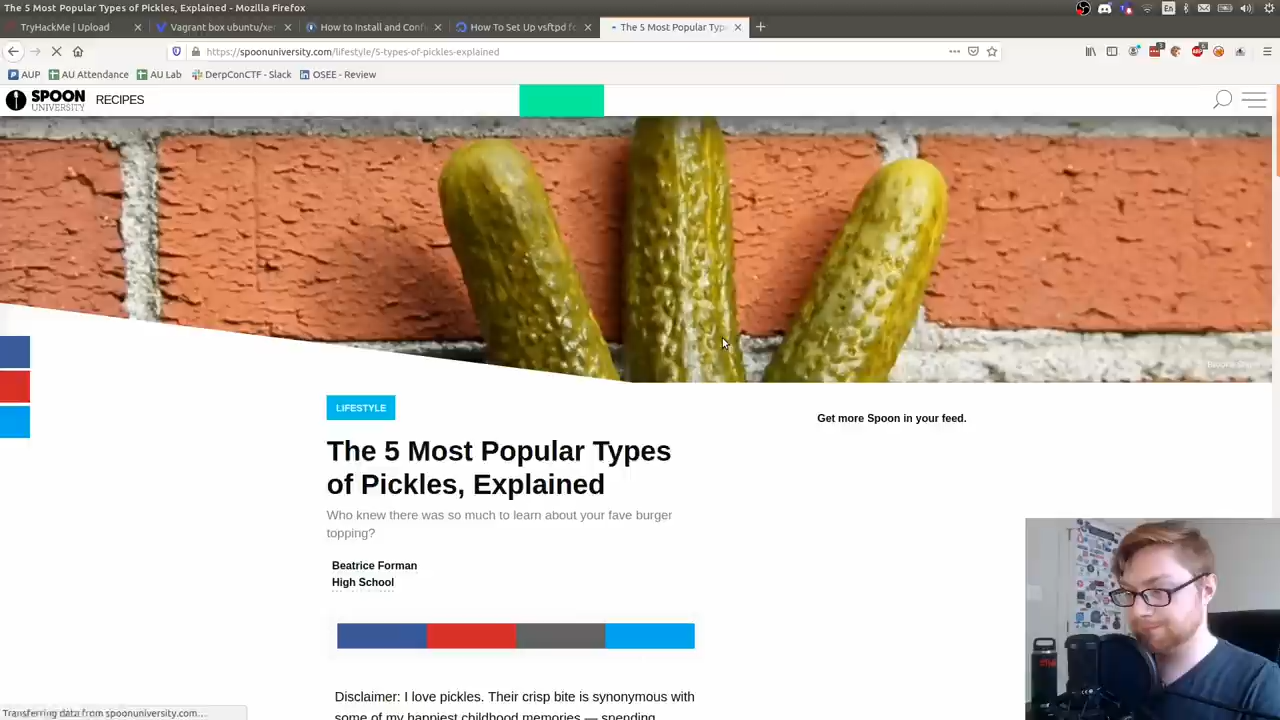 The 5 Most Popular Types of Pickles, Explained - Mozilla Firefox
En
TryHackMe | Upload
Vagrant box ubuntu/xen
How to Install and Confi
How To Set Up vsftpd fo
The 5 Most Popular Type
https://spoonuniversity.com/lifestyle/5-types-of-pickles-explained
AUP
AU Attendance
AU Lab
DerpConCTF - Slack
OSEE - Review
SPOON
UNIVERSITY
RECIPES
LIFESTYLE
Get more Spoon in your feed.
The 5 Most Popular Types
of Pickles, Explained
Who knew there was so much to learn about your fave burger
topping?
Beatrice Forman
High School
Disclaimer: I love pickles. Their crisp bite is synonymous with
some of my happiest childhood memories — spending
Transferring data from spoonuniversity.com...